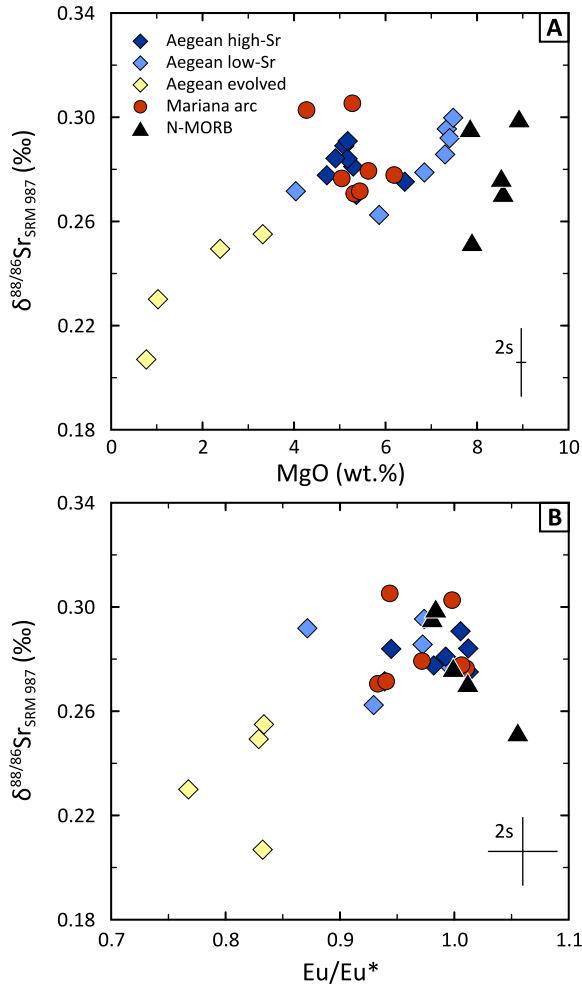 0.34
A
Aegean high-Sr
Aegean low-Sr
Aegean evolved
Mariana arc
N-MORB
0.30
δ88/86SrSRM 987 (‰)
0.26
0.22
2s
0.18
0 2 4 6 8 10
MgO (wt.%)
0.34
B
0.30
δ88/86SrSRM 987 (‰)
0.26
0.22
2s
0.18
0.7 0.8 0.9 1.0 1.1
Eu/Eu*